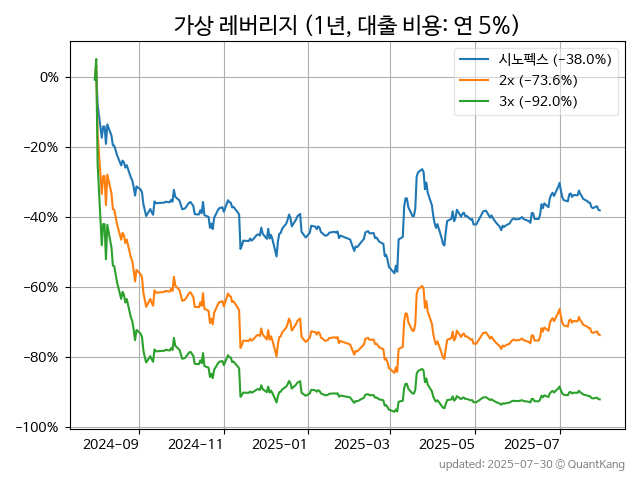 가상 레버리지 (1년, 대출 비용: 연 5%)
시노펙스 (−38.0%)
2x (−73.6%)
3x (−92.0%)
0%
−20%
−40%
−60%
−80%
−100%
2024-09
2024-11
2025-01
2025-03
2025-05
2025-07
updated: 2025-07-30 © QuantKang